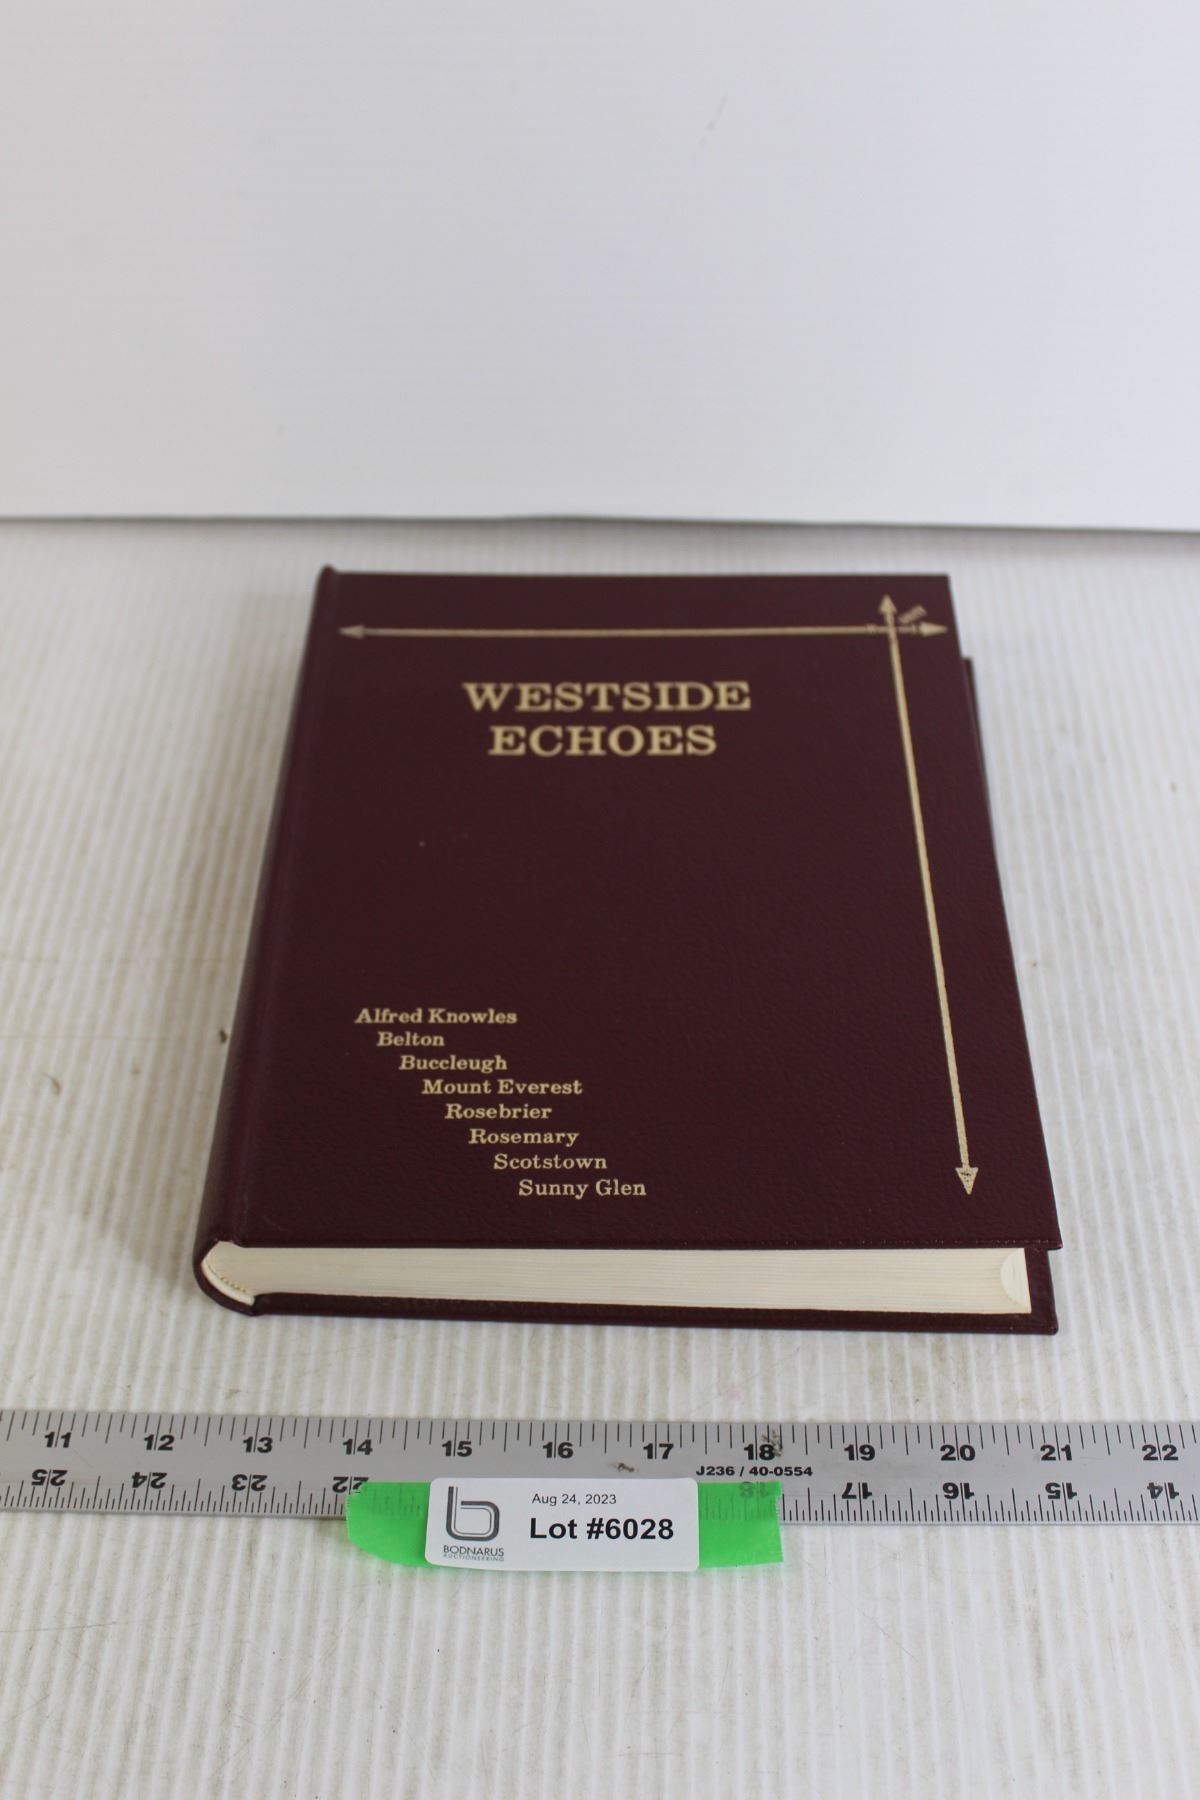 WESTSIDE
ECHOES
Alfred Knowles
Belton
Buccleugh
Mount Everest
Rosebrier
Rosemary
Scotstown
Sunny Glen
11 12 13 14 15 16 17 18 19 20 21 22
J236 / 40-0554
25 24 23 22 18 17 16 15 14
Aug 24, 2023
Lot #6028
BODNARUS
AUCTIONEERING